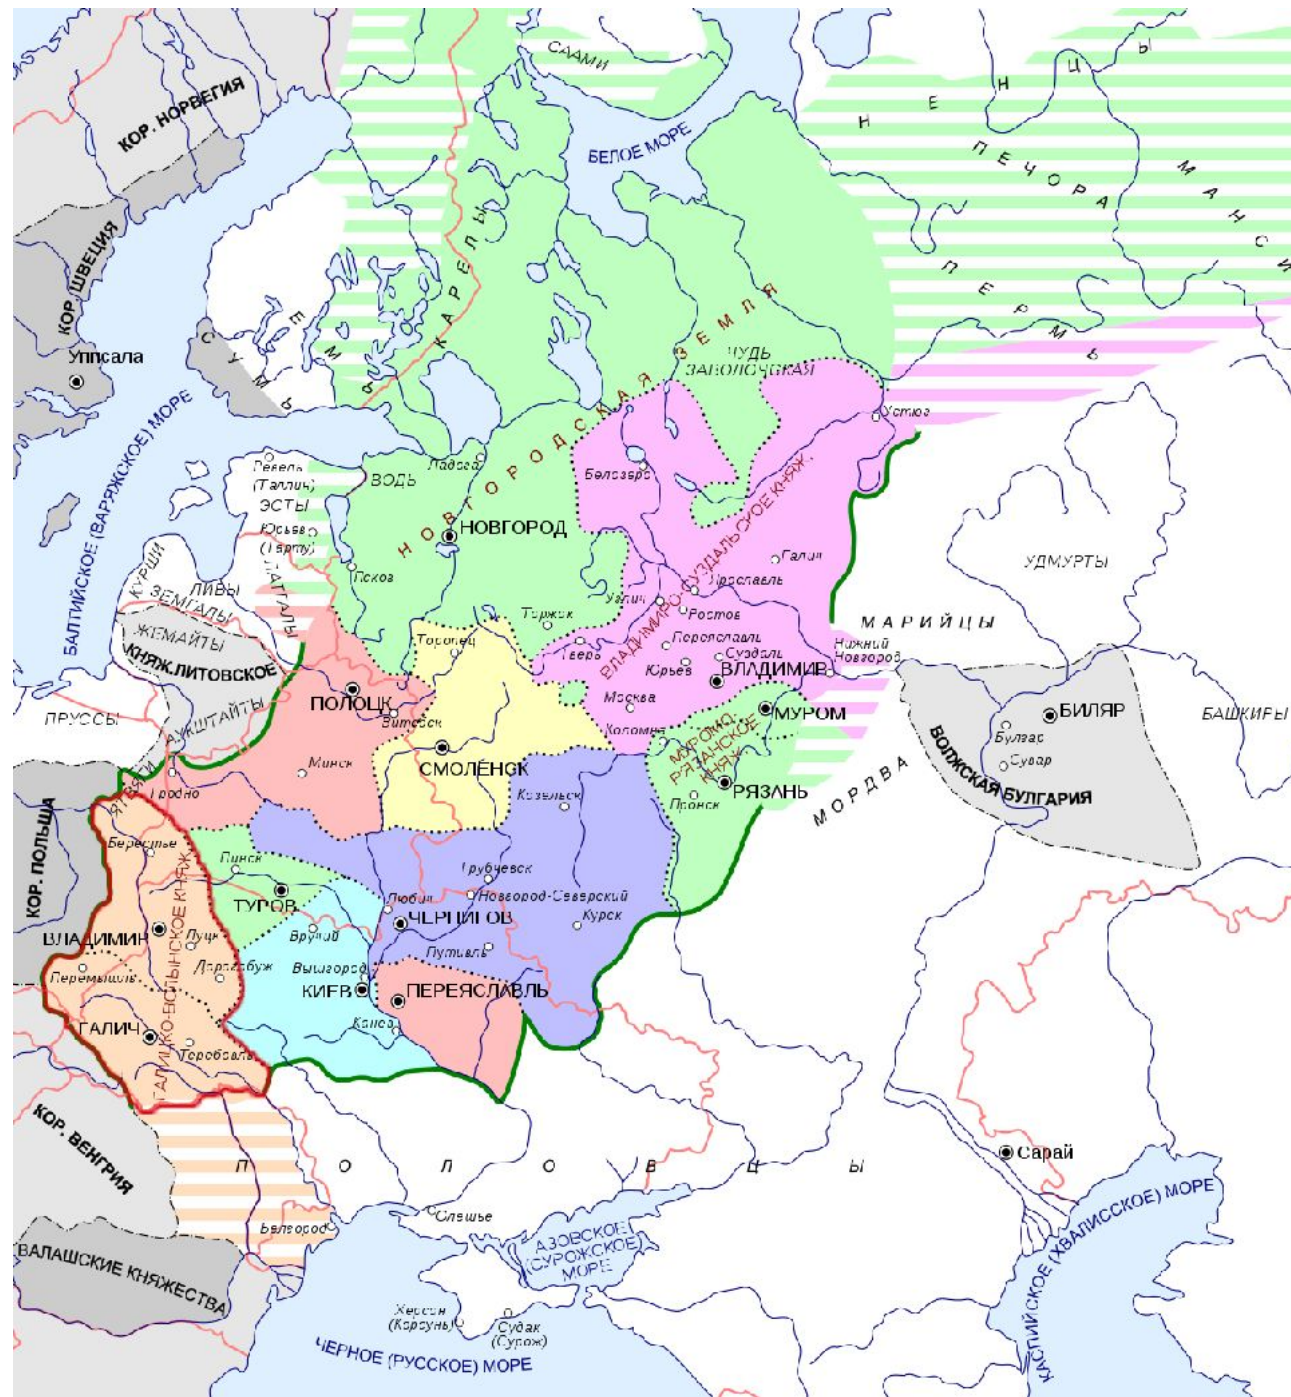 СААМИ
НЕНЦЫ
КОР. НОРВЕГИЯ
БЕЛОЕ МОРЕ
ПЕЧОРА
МАНСИ
КОР. ШВЕЦИЯ
КАРЕЛЫ
ПЕРМЬ
ЕМЬ
СУМЬ
Уппсала
НОВГОРОДСКАЯ ЗЕМЛЯ
ЧУДЬ
ЗАВОЛОЧСКАЯ
Устюг
БАЛТИЙСКОЕ (ВАРЯЖСКОЕ) МОРЕ
Ревель
(Таллин)
ВОДЬ
Ладога
Белозеро
ЭСТЫ
Юрьев
(Тарту)
НОВГОРОД
ВЛАДИМИРО-СУЗДАЛЬСКОЕ КНЯЖ.
КУРШИ
ЛИВЫ
ЗЕМГАЛЫ
ЛАТГАЛЫ
Псков
Галич
УДМУРТЫ
Ярославль
Углич
Ростов
Торжок
Тверь
ЖЕМАЙТЫ
КНЯЖ.ЛИТОВСКОЕ
Торопец
Переяславль
Суздаль
Юрьев
ВЛАДИМИР
Нижний
Новгород
МАРИЙЦЫ
ПРУССЫ
АУКШТАЙТЫ
ПОЛОЦК
Витебск
Москва
Коломна
МУРОМ
МУРОМО-
РЯЗАНСКОЕ
КНЯЖ.
БИЛЯР
Булгар
Сувар
БАШКИРЫ
ВОЛЖСКАЯ БУЛГАРИЯ
ЯТВЯГИ
Гродно
Минск
СМОЛЕНСК
Козельск
РЯЗАНЬ
Пронск
МОРДВА
КОР. ПОЛЬША
Берестье
Пинск
ТУРОВ
Трубчевск
Новгород-Северский
Любич
ЧЕРНИГОВ
Курск
ГАЛИЦКО-ВОЛЫНСКОЕ КНЯЖ.
ВЛАДИМИР
Луцк
Вручий
Путивль
Перемышль
Дорогобуж
Вышгород
КИЕВ
ПЕРЕЯСЛАВЛЬ
ГАЛИЧ
Теребовль
Канев
КОР. ВЕНГРИЯ
ПОЛОВЦЫ
Сарай
Белгород
Олешье
АЗОВСКОЕ
(СУРОЖСКОЕ)
МОРЕ
ВАЛАШСКИЕ КНЯЖЕСТВА
Херсон
(Корсунь)
Судак
(Сурож)
ЧЕРНОЕ (РУССКОЕ) МОРЕ
КАСПИЙСКОЕ (ХВАЛИССКОЕ) МОРЕ